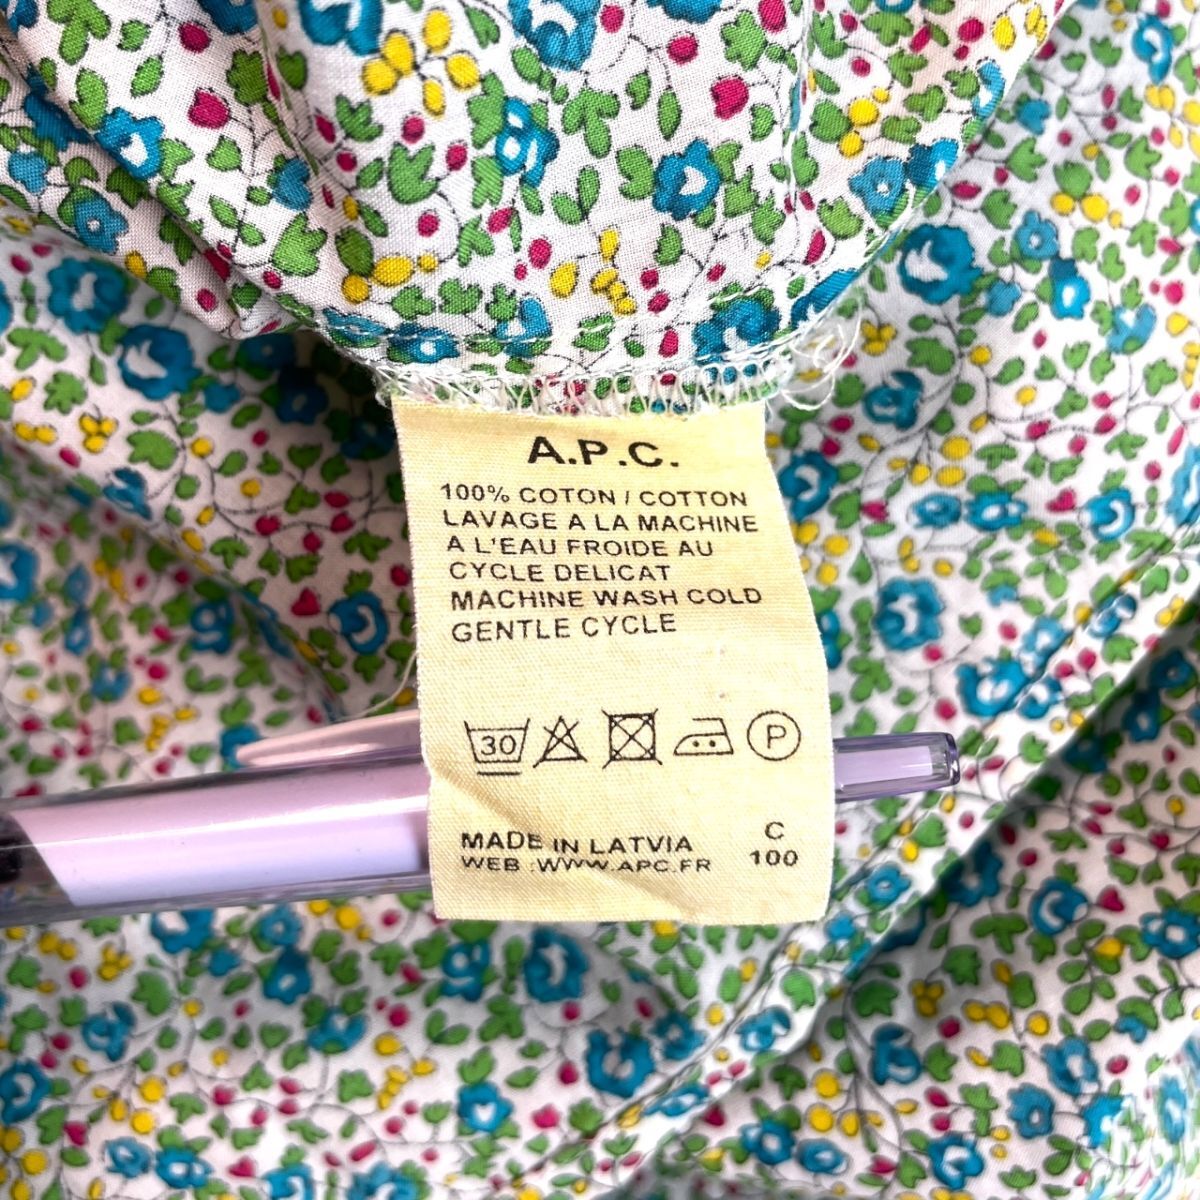 A.P.C.
100% COTON / COTTON
LAVAGE A LA MACHINE
A L'EAU FROIDE AU
CYCLE DELICAT
MACHINE WASH COLD
GENTLE CYCLE
30 P
MADE IN LATVIA
WEB : WWW.APC.FR
C
100